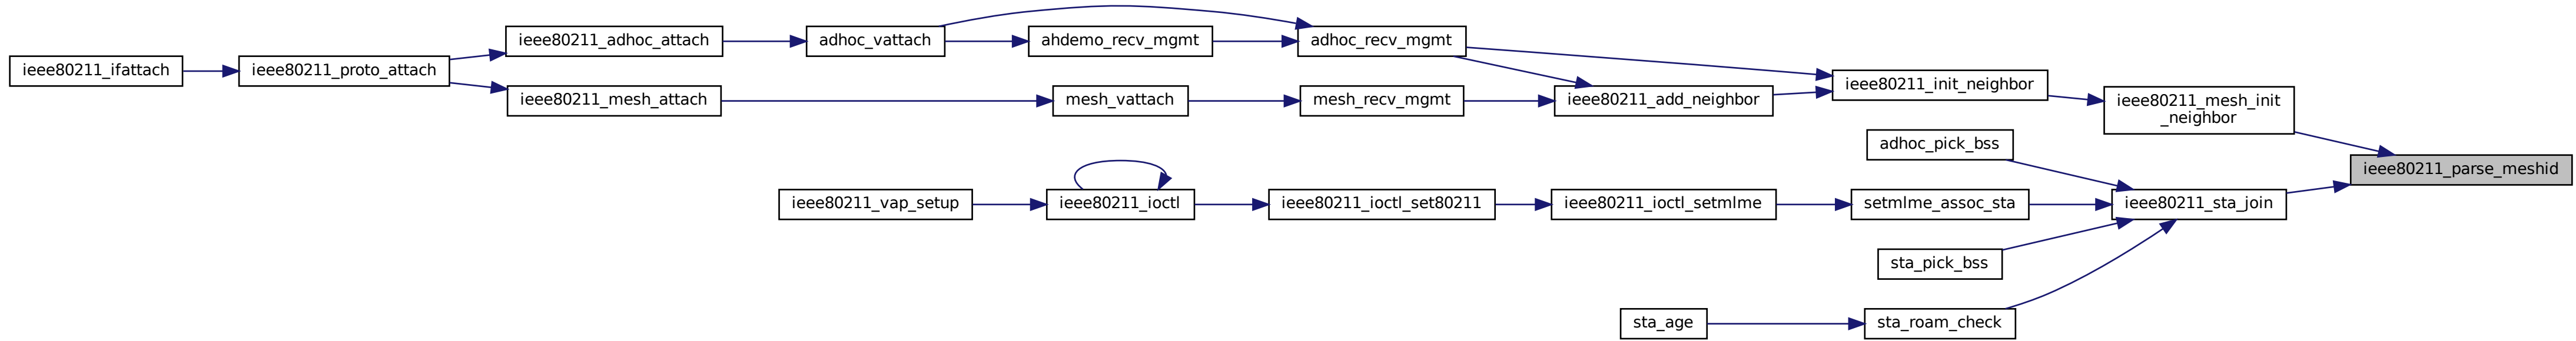 ieee80211_ifattach
ieee80211_proto_attach
ieee80211_adhoc_attach
adhoc_vattach
ahdemo_recv_mgmt
adhoc_recv_mgmt
ieee80211_mesh_attach
mesh_vattach
mesh_recv_mgmt
ieee80211_add_neighbor
ieee80211_init_neighbor
ieee80211_mesh_init
_neighbor
ieee80211_parse_meshid
adhoc_pick_bss
ieee80211_vap_setup
ieee80211_ioctl
ieee80211_ioctl_set80211
ieee80211_ioctl_setmlme
setmlme_assoc_sta
ieee80211_sta_join
sta_pick_bss
sta_age
sta_roam_check